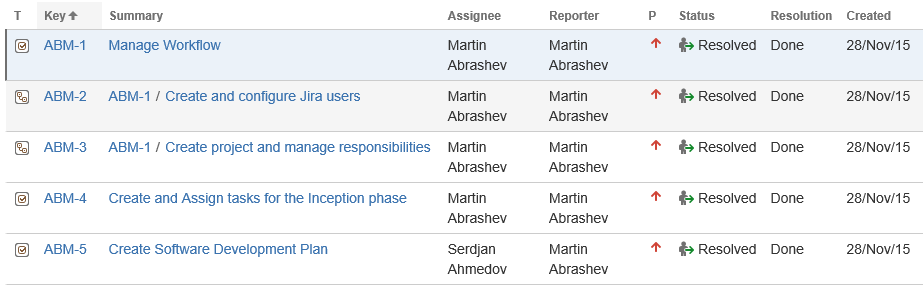 T Key Summary Assignee Reporter P Status Resolution Created
ABM-1 Manage Workflow Martin Abrashev Martin Abrashev Resolved Done 28/Nov/15
ABM-2 ABM-1 / Create and configure Jira users Martin Abrashev Martin Abrashev Resolved Done 28/Nov/15
ABM-3 ABM-1 / Create project and manage responsibilities Martin Abrashev Martin Abrashev Resolved Done 28/Nov/15
ABM-4 Create and Assign tasks for the Inception phase Martin Abrashev Martin Abrashev Resolved Done 28/Nov/15
ABM-5 Create Software Development Plan Serdjan Ahmedov Martin Abrashev Resolved Done 28/Nov/15